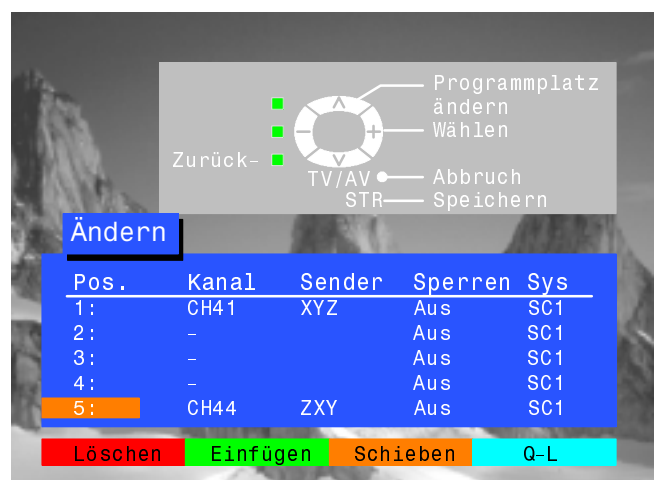 Programmplatz
ändern
Wählen
Zurück-
TV/AV Abbruch
STR Speichern
Ändern
Pos. Kanal Sender Sperren Sys
1: CH41 XYZ Aus SC1
2: - Aus SC1
3: - Aus SC1
4: - Aus SC1
5: CH44 ZXY Aus SC1
Löschen Einfügen Schieben Q-L